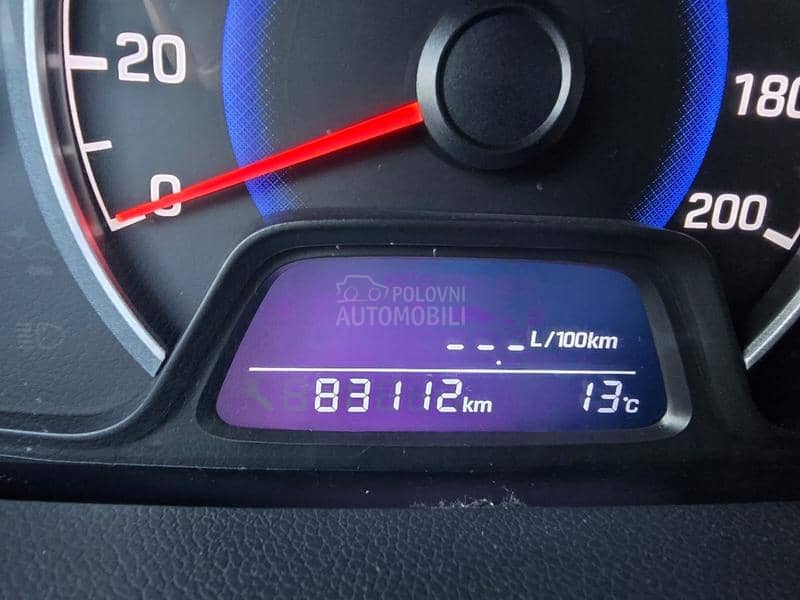 20
0
180
200
POLOVNI
AUTOMOBILI
- - - L/100km
83112 km 13°C